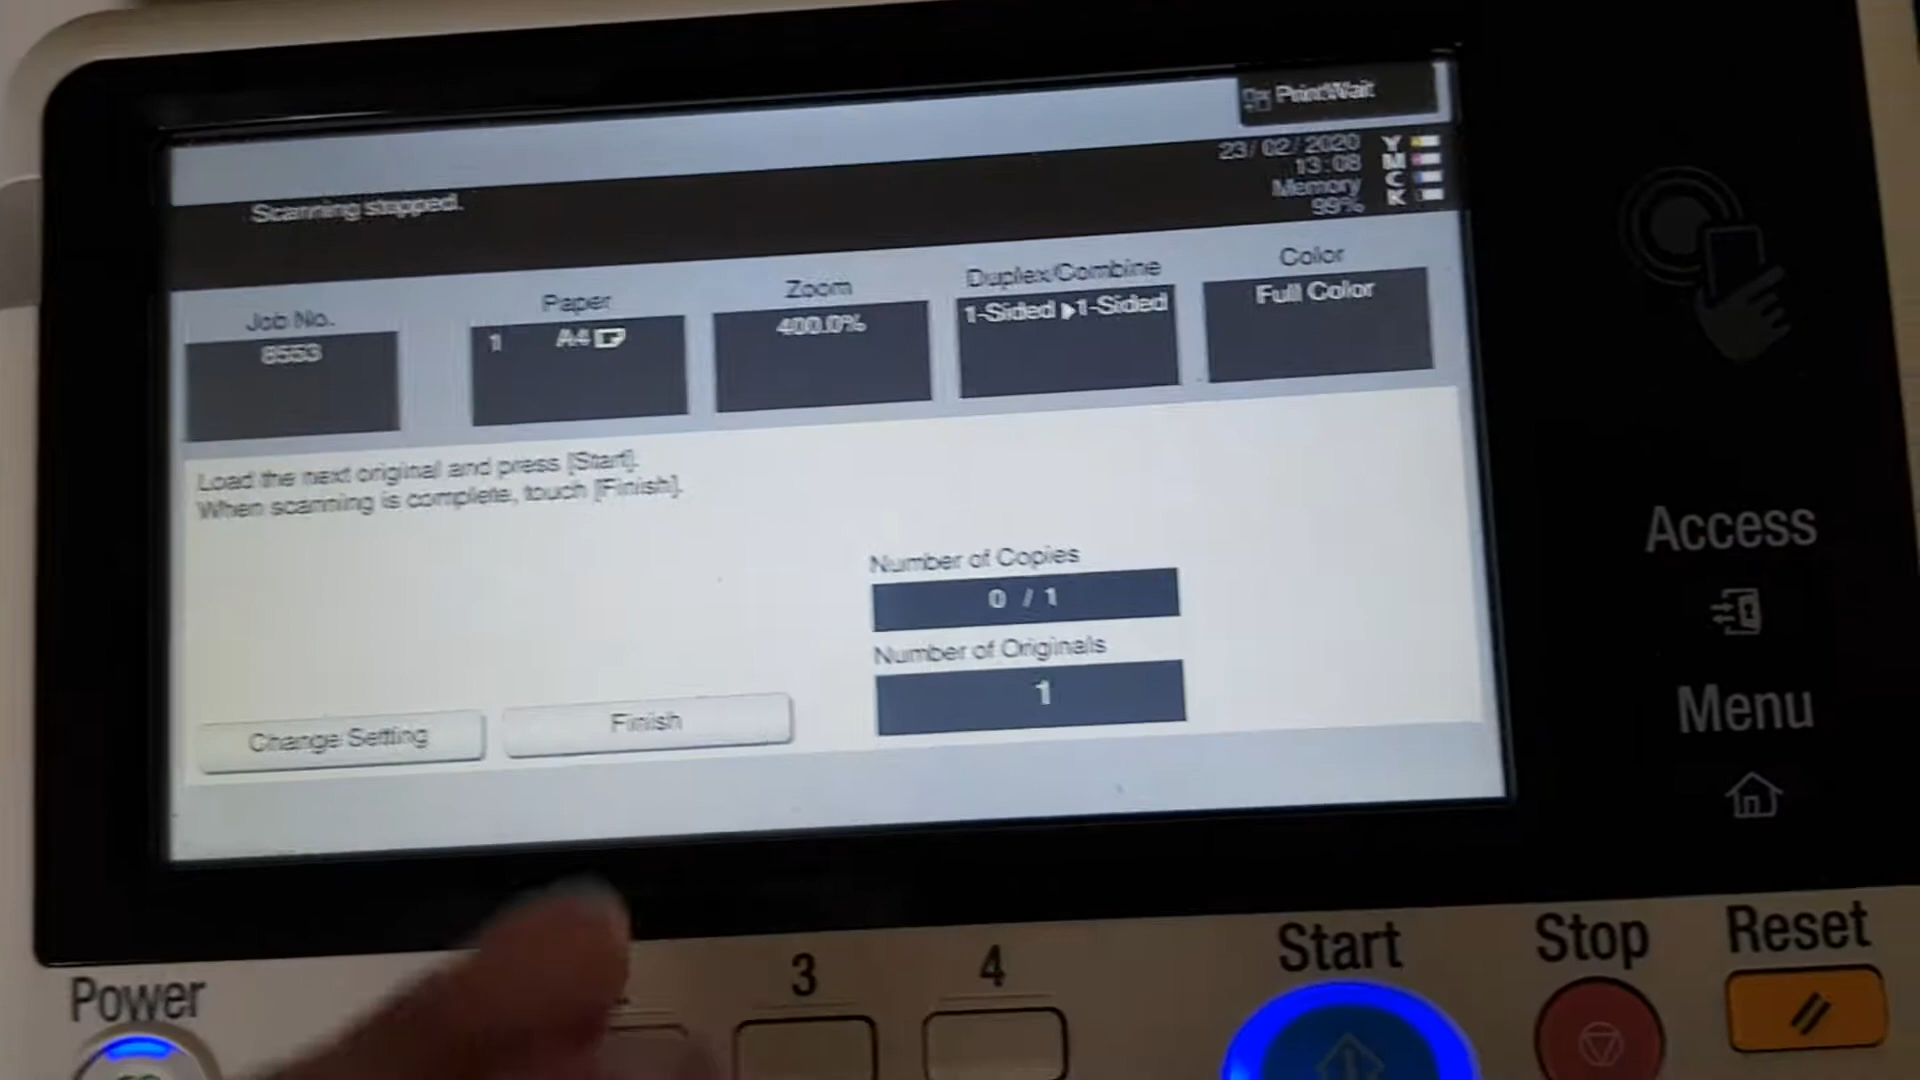 PrintWait
23/02/2020
13:08
Memory
99%
Y
M
C
K
Scanning stopped.
Job No.
8553
Paper
1 A4
Zoom
400.0%
Duplex/Combine
1-Sided ▶1-Sided
Color
Full Color
Load the next original and press [Start].
When scanning is complete, touch [Finish].
Number of Copies
0 / 1
Number of Originals
1
Change Setting
Finish
Access
Menu
Power
3
4
Start
Stop
Reset